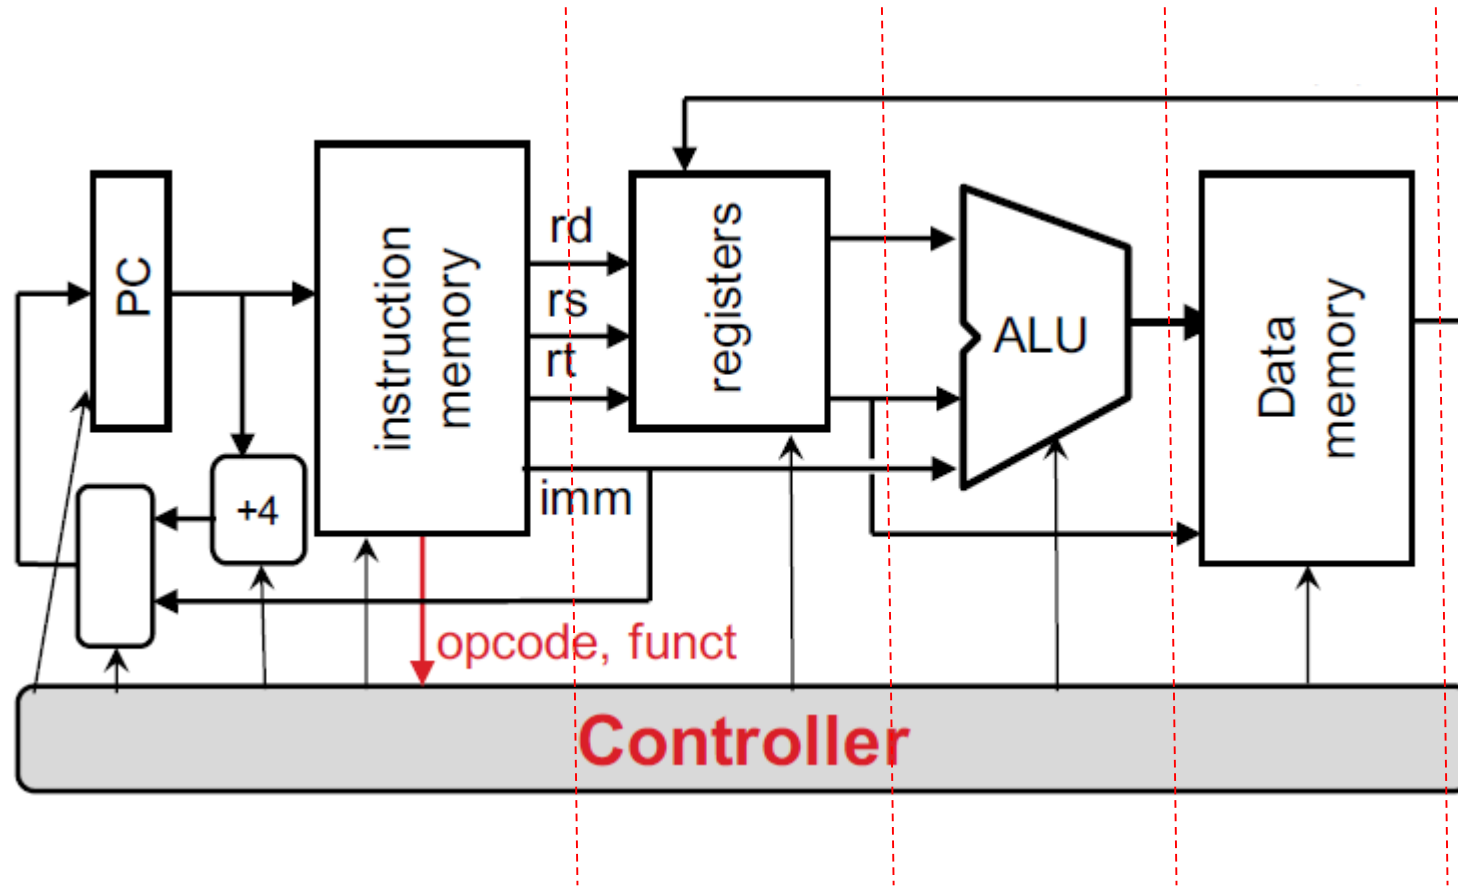 PC
+4
instruction
memory
rd
rs
rt
imm
opcode, funct
registers
ALU
Data
memory
Controller